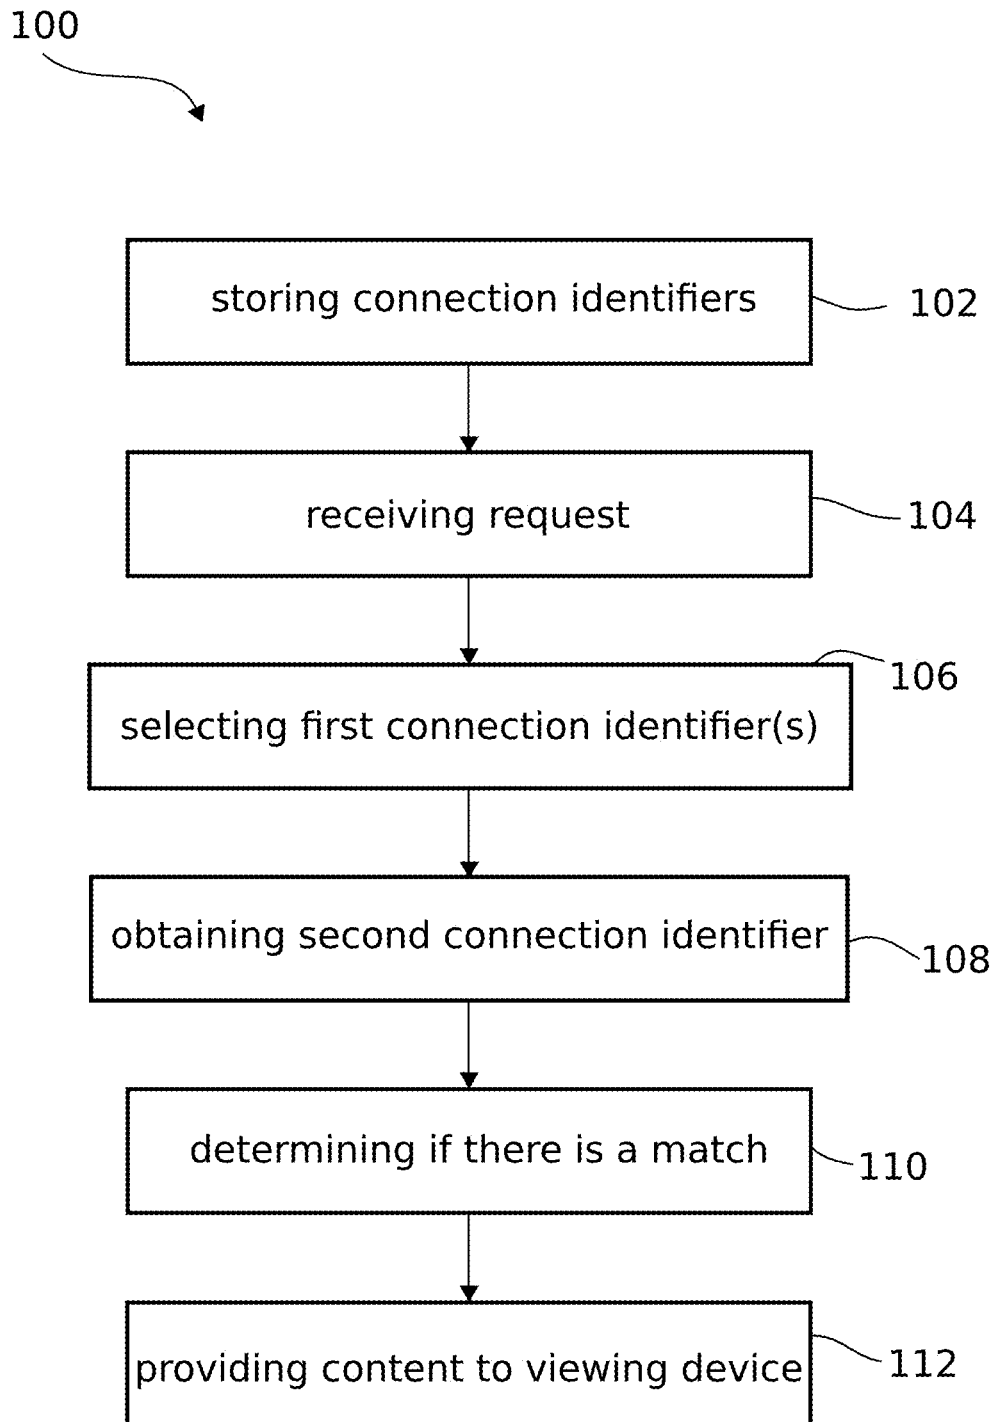 100
storing connection identifiers
102
receiving request
104
selecting first connection identifier(s)
106
obtaining second connection identifier
108
determining if there is a match
110
providing content to viewing device
112